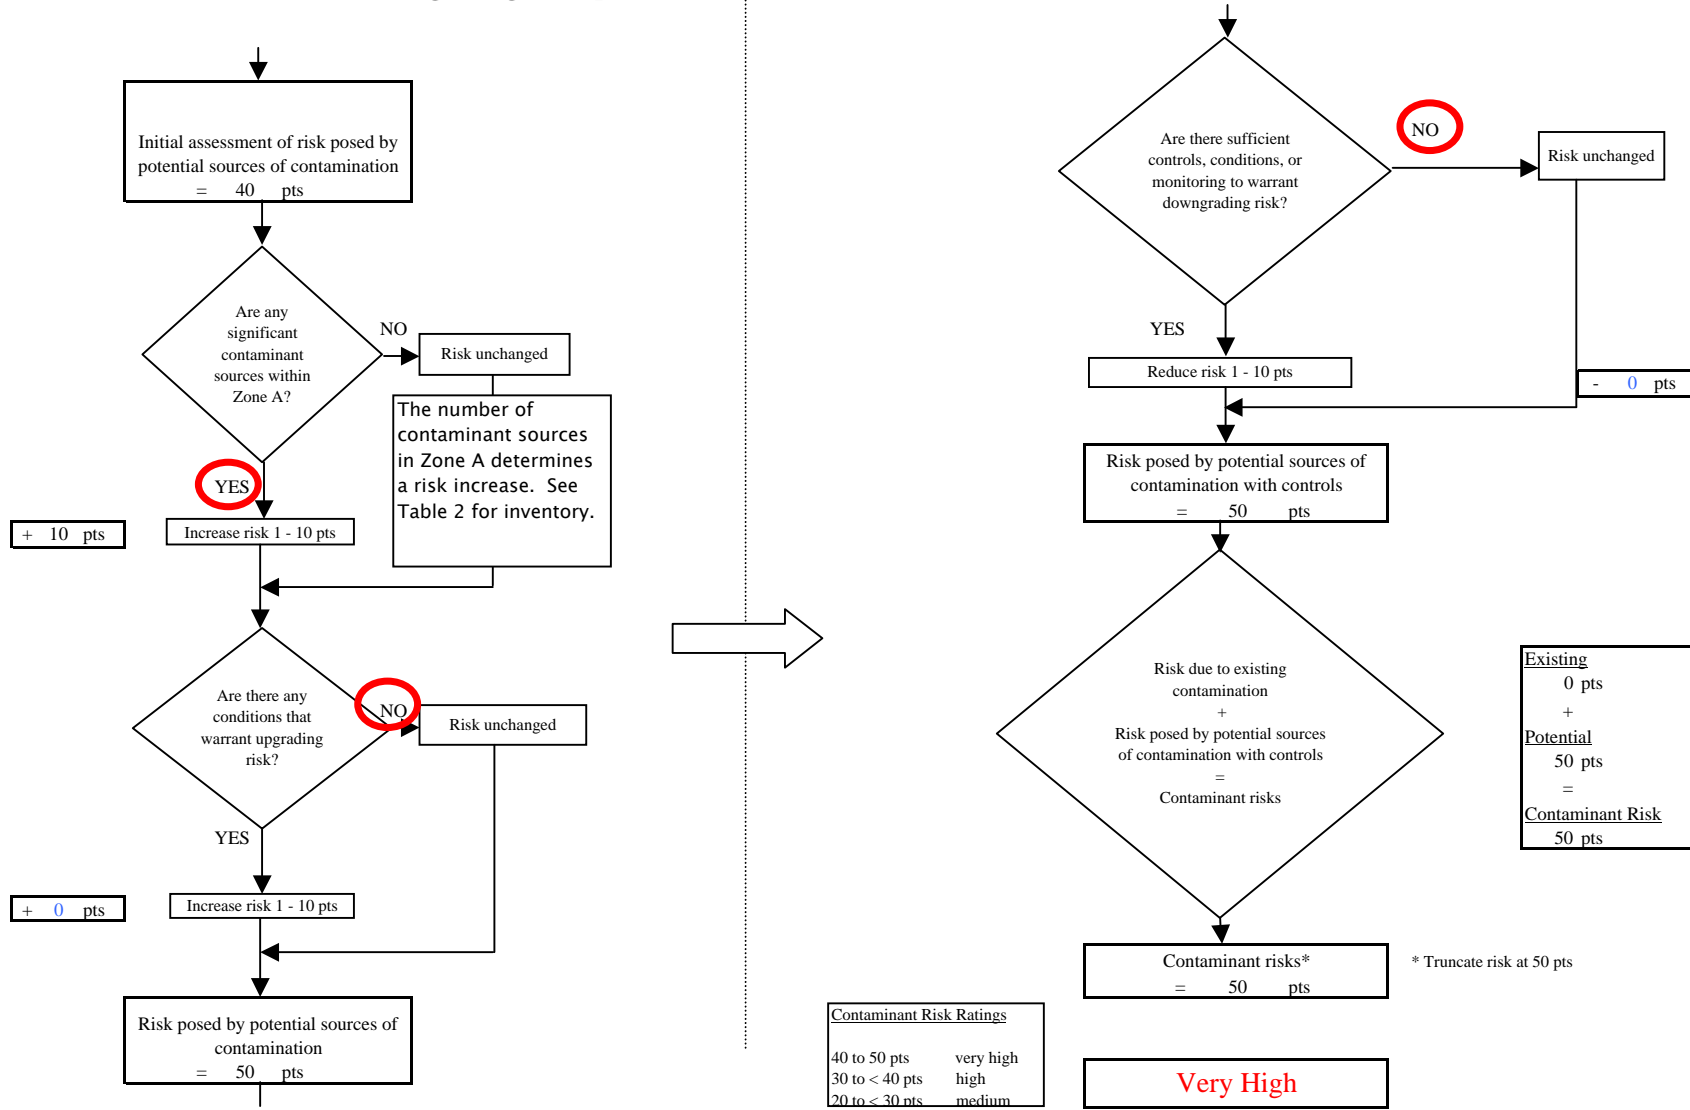 Initial assessment of risk posed by
potential sources of contamination
= 40 pts
Are any
significant
contaminant
sources within
Zone A?
NO
Risk unchanged
The number of
contaminant sources
in Zone A determines
a risk increase. See
Table 2 for inventory.
YES
+ 10 pts
Increase risk 1 - 10 pts
Are there any
conditions that
warrant upgrading
risk?
NO
Risk unchanged
YES
+ 0 pts
Increase risk 1 - 10 pts
Risk posed by potential sources of
contamination
= 50 pts
Are there sufficient
controls, conditions, or
monitoring to warrant
downgrading risk?
NO
Risk unchanged
YES
Reduce risk 1 - 10 pts
- 0 pts
Risk posed by potential sources of
contamination with controls
= 50 pts
Risk due to existing
contamination
+
Risk posed by potential sources
of contamination with controls
=
Contaminant risks
Existing
0 pts
+
Potential
50 pts
=
Contaminant Risk
50 pts
Contaminant risks*
= 50 pts
* Truncate risk at 50 pts
Contaminant Risk Ratings
40 to 50 pts very high
30 to < 40 pts high
20 to < 30 pts medium
Very High